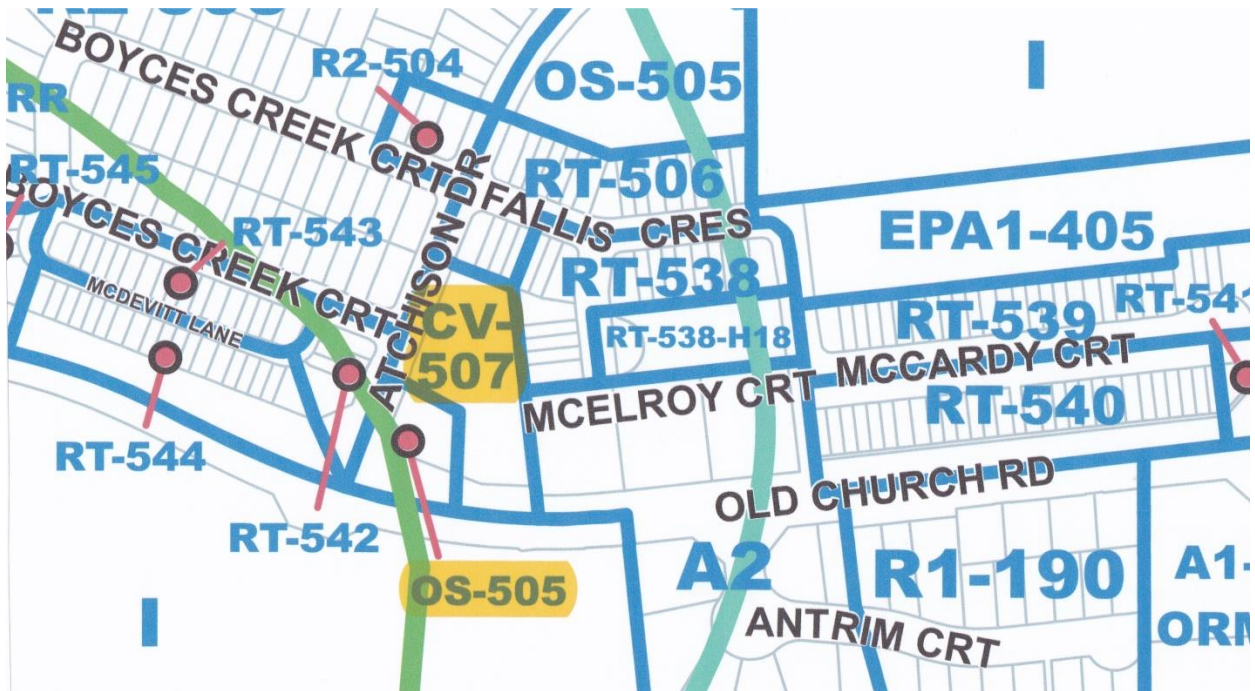 BOYCES CREEK CRT
R2-504
OS-505
I
RR
RT-545
RT-506
ATCHISON DR
FALLIS CRES
EPA1-405
BOYCES CREEK CRT
RT-543
RT-538
MCDEVITT LANE
CV-
507
RT-538-H18
RT-539
RT-541
MCELROY CRT
MCCARDY CRT
RT-540
RT-544
OLD CHURCH RD
RT-542
OS-505
A2
R1-190
A1-
I
ANTRIM CRT